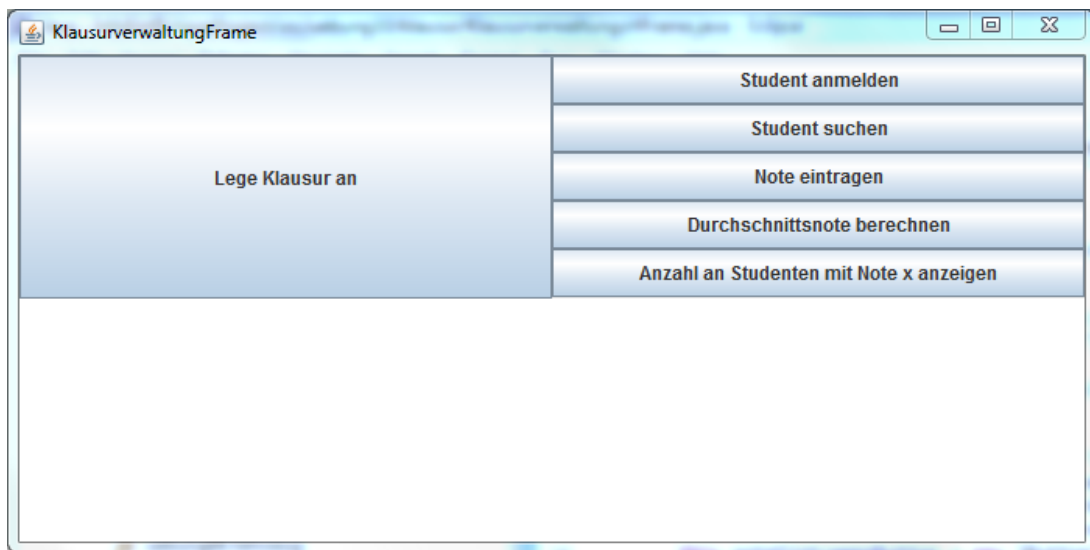 KlausurverwaltungFrame
Lege Klausur an
Student anmelden
Student suchen
Note eintragen
Durchschnittsnote berechnen
Anzahl an Studenten mit Note x anzeigen